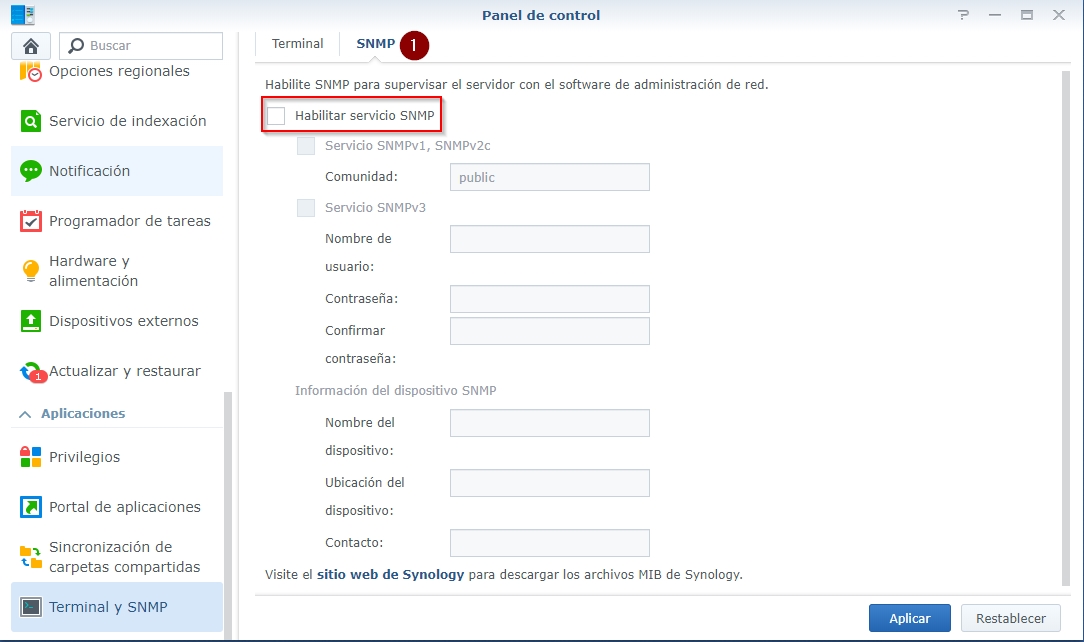 Panel de control
Buscar
Opciones regionales
Servicio de indexación
Notificación
Programador de tareas
Hardware y
alimentación
Dispositivos externos
Actualizar y restaurar
1
Aplicaciones
Privilegios
Portal de aplicaciones
Sincronización de
carpetas compartidas
Terminal y SNMP
Terminal
SNMP
1
Habilite SNMP para supervisar el servidor con el software de administración de red.
Habilitar servicio SNMP
Servicio SNMPv1, SNMPv2c
Comunidad:
public
Servicio SNMPv3
Nombre de
usuario:
Contraseña:
Confirmar
contraseña:
Información del dispositivo SNMP
Nombre del
dispositivo:
Ubicación del
dispositivo:
Contacto:
Visite el sitio web de Synology para descargar los archivos MIB de Synology.
Aplicar
Restablecer